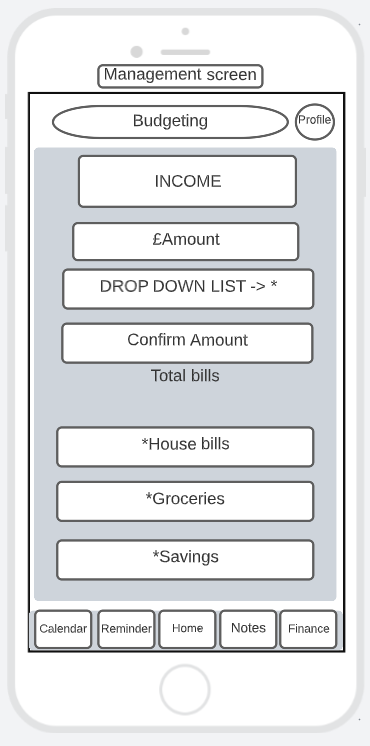 Management screen
Budgeting
Profile
INCOME
£Amount
DROP DOWN LIST -> *
Confirm Amount
Total bills
*House bills
*Groceries
*Savings
Calendar
Reminder
Home
Notes
Finance